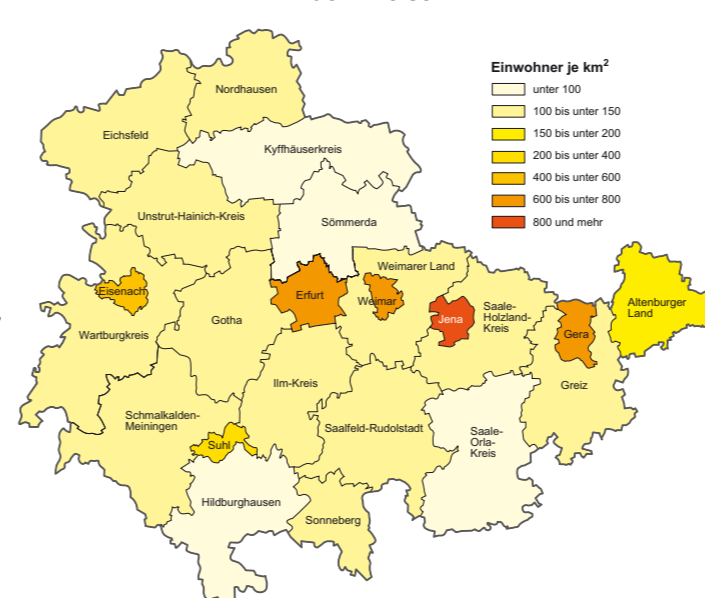 Einwohner je km²
unter 100
100 bis unter 150
150 bis unter 200
200 bis unter 400
400 bis unter 600
600 bis unter 800
800 und mehr
Nordhausen
Eichsfeld
Kyffhäuserkreis
Unstrut-Hainich-Kreis
Sömmerda
Weimarer Land
Eisenach
Erfurt
Weimar
Saale-
Holzland-
Kreis
Altenburger
Land
Wartburgkreis
Gotha
Jena
Gera
Ilm-Kreis
Greiz
Schmalkalden-
Meiningen
Saalfeld-Rudolstadt
Saale-
Orla-
Kreis
Suhl
Hildburghausen
Sonneberg